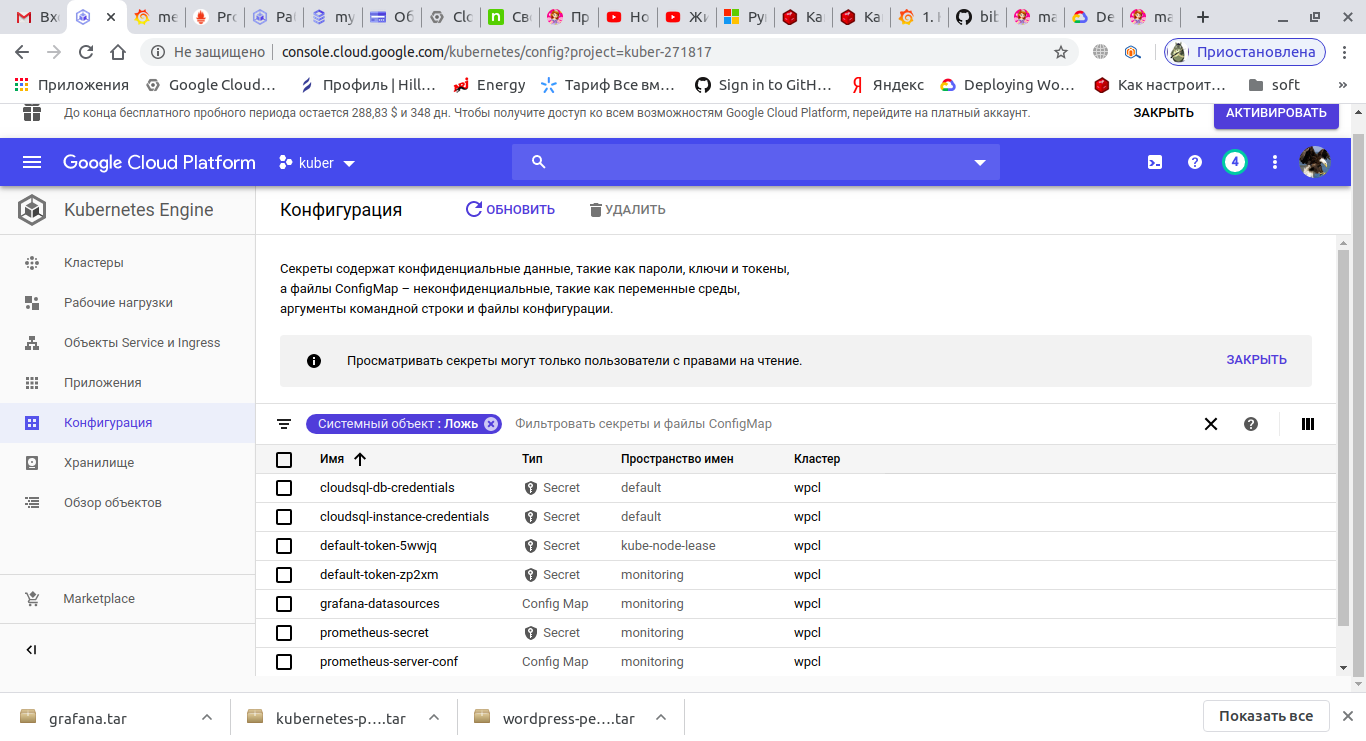 Вхо
me
Pro
Pai
my
Об
Clo
Сво
Пр
Но
Жи
Рус
Ка
Ка
1. К
bib
ma
De
ma
Не защищено
console.cloud.google.com/kubernetes/config?project=kuber-271817
Приостановлена
Приложения
Google Cloud…
Профиль | Hill…
Energy
Тариф Все вм…
Sign in to GitH…
Яндекс
Deploying Wo…
Как настроит…
soft
»
До конца бесплатного пробного периода остается 288,83 $ и 348 дн. Чтобы получите доступ ко всем возможностям Google Cloud Platform, перейдите на платный аккаунт.
ЗАКРЫТЬ
АКТИВИРОВАТЬ
Google Cloud Platform
kuber
4
Kubernetes Engine
Конфигурация
ОБНОВИТЬ
УДАЛИТЬ
Кластеры
Рабочие нагрузки
Объекты Service и Ingress
Приложения
Конфигурация
Хранилище
Обзор объектов
Marketplace
Секреты содержат конфиденциальные данные, такие как пароли, ключи и токены,
а файлы ConfigMap – неконфиденциальные, такие как переменные среды,
аргументы командной строки и файлы конфигурации.
Просматривать секреты могут только пользователи с правами на чтение.
ЗАКРЫТЬ
Системный объект : Ложь
Фильтровать секреты и файлы ConfigMap
Имя Тип Пространство имен Кластер
cloudsql-db-credentials Secret default wpcl
cloudsql-instance-credentials Secret default wpcl
default-token-5wwjq Secret kube-node-lease wpcl
default-token-zp2xm Secret monitoring wpcl
grafana-datasources Config Map monitoring wpcl
prometheus-secret Secret monitoring wpcl
prometheus-server-conf Config Map monitoring wpcl
grafana.tar
kubernetes-p….tar
wordpress-pe….tar
Показать все